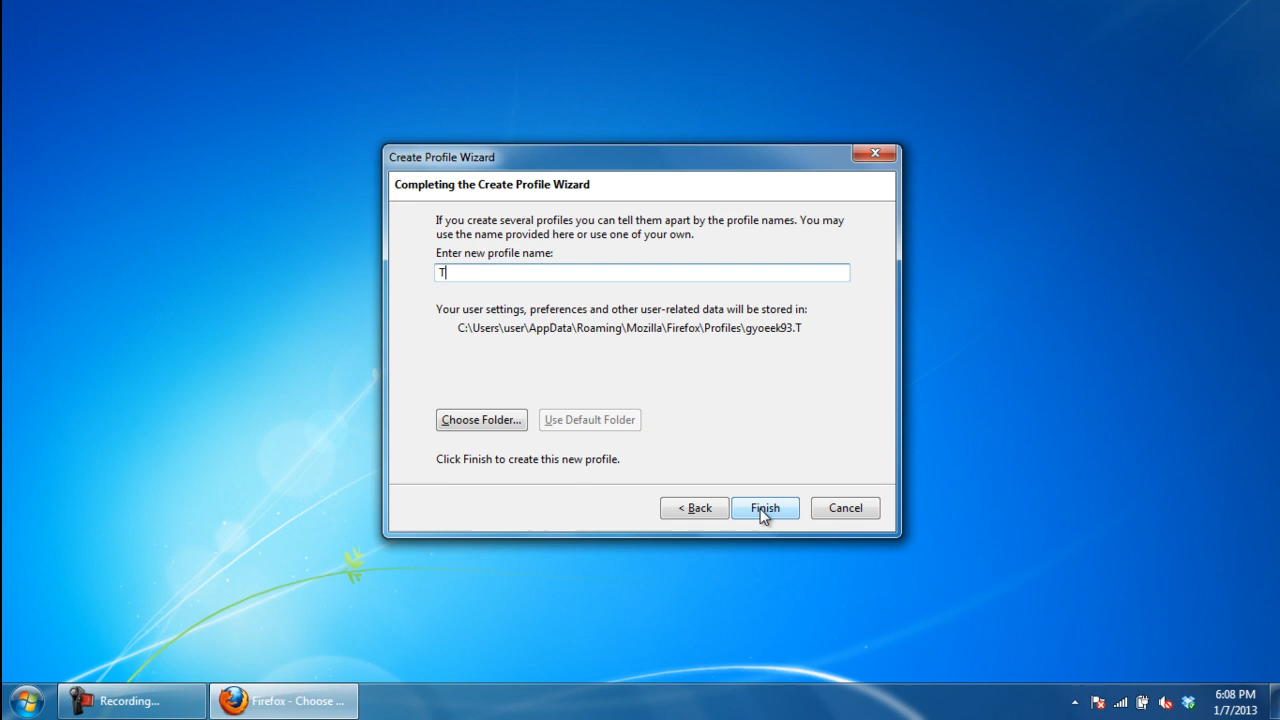 Create Profile Wizard
Completing the Create Profile Wizard
If you create several profiles you can tell them apart by the profile names. You may
use the name provided here or use one of your own.
Enter new profile name:
T
Your user settings, preferences and other user-related data will be stored in:
C:\Users\user\AppData\Roaming\Mozilla\Firefox\Profiles\gyoeek93.T
Choose Folder... Use Default Folder
Click Finish to create this new profile.
< Back Finish Cancel
Recording... Firefox - Choose ... 6:08 PM
1/7/2013